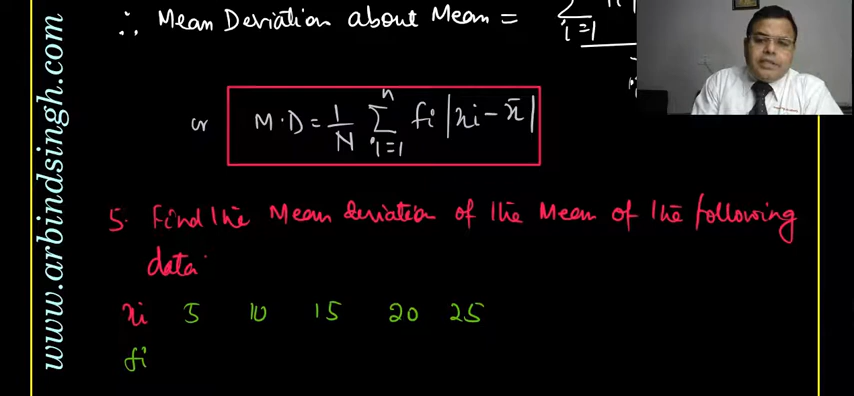 ∴ Mean Deviation about Mean = ∑ i=1
or M.D = 1/N ∑ⁿ i=1 fi |xi - x̄|
5. Find the Mean deviation of the Mean of the following
data
xi 5 10 15 20 25
fi
www.arbindsingh.com